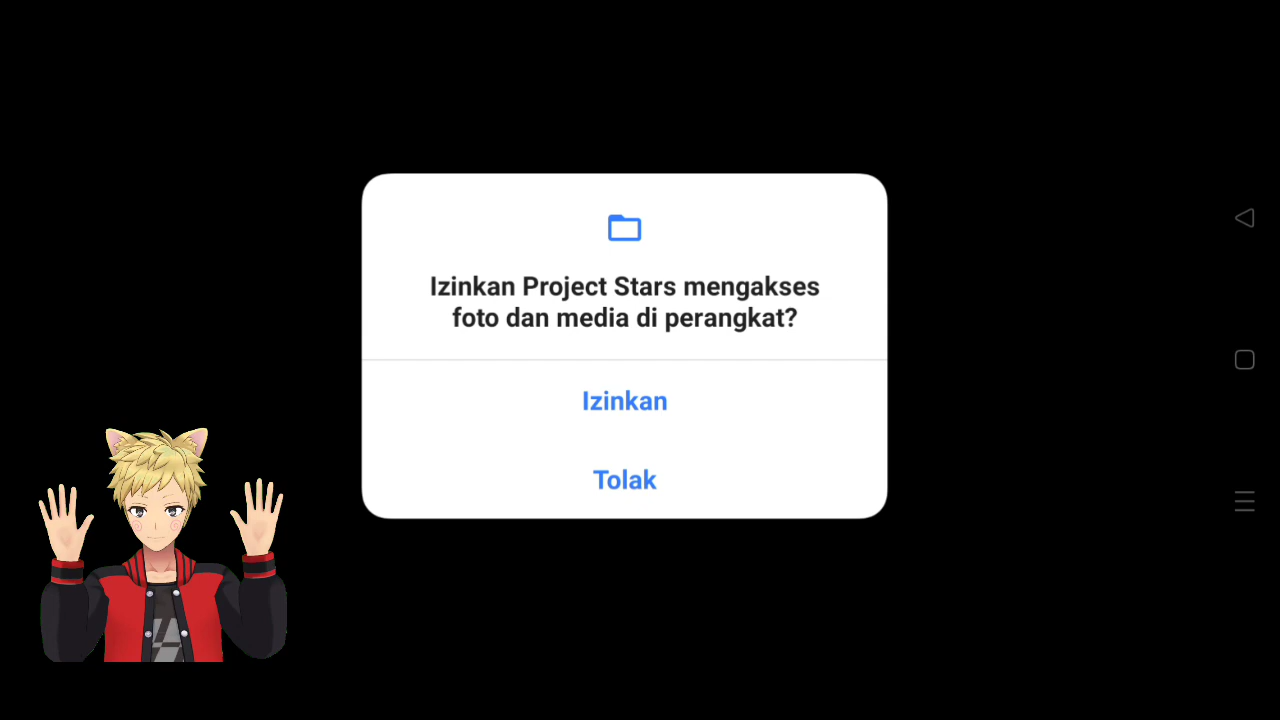 Izinkan Project Stars mengakses
foto dan media di perangkat?
Izinkan
Tolak